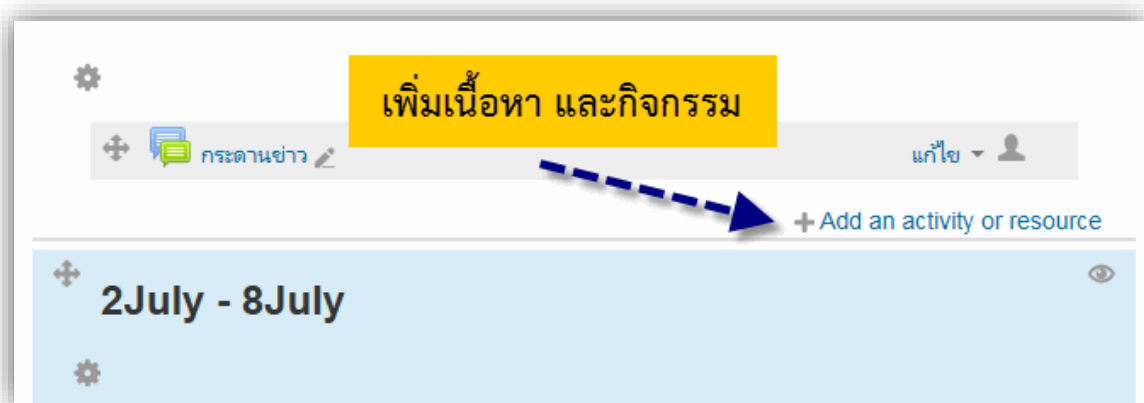 เพิ่มเนื้อหา และกิจกรรม
กระดานข่าว
แก้ไข
Add an activity or resource
2July - 8July